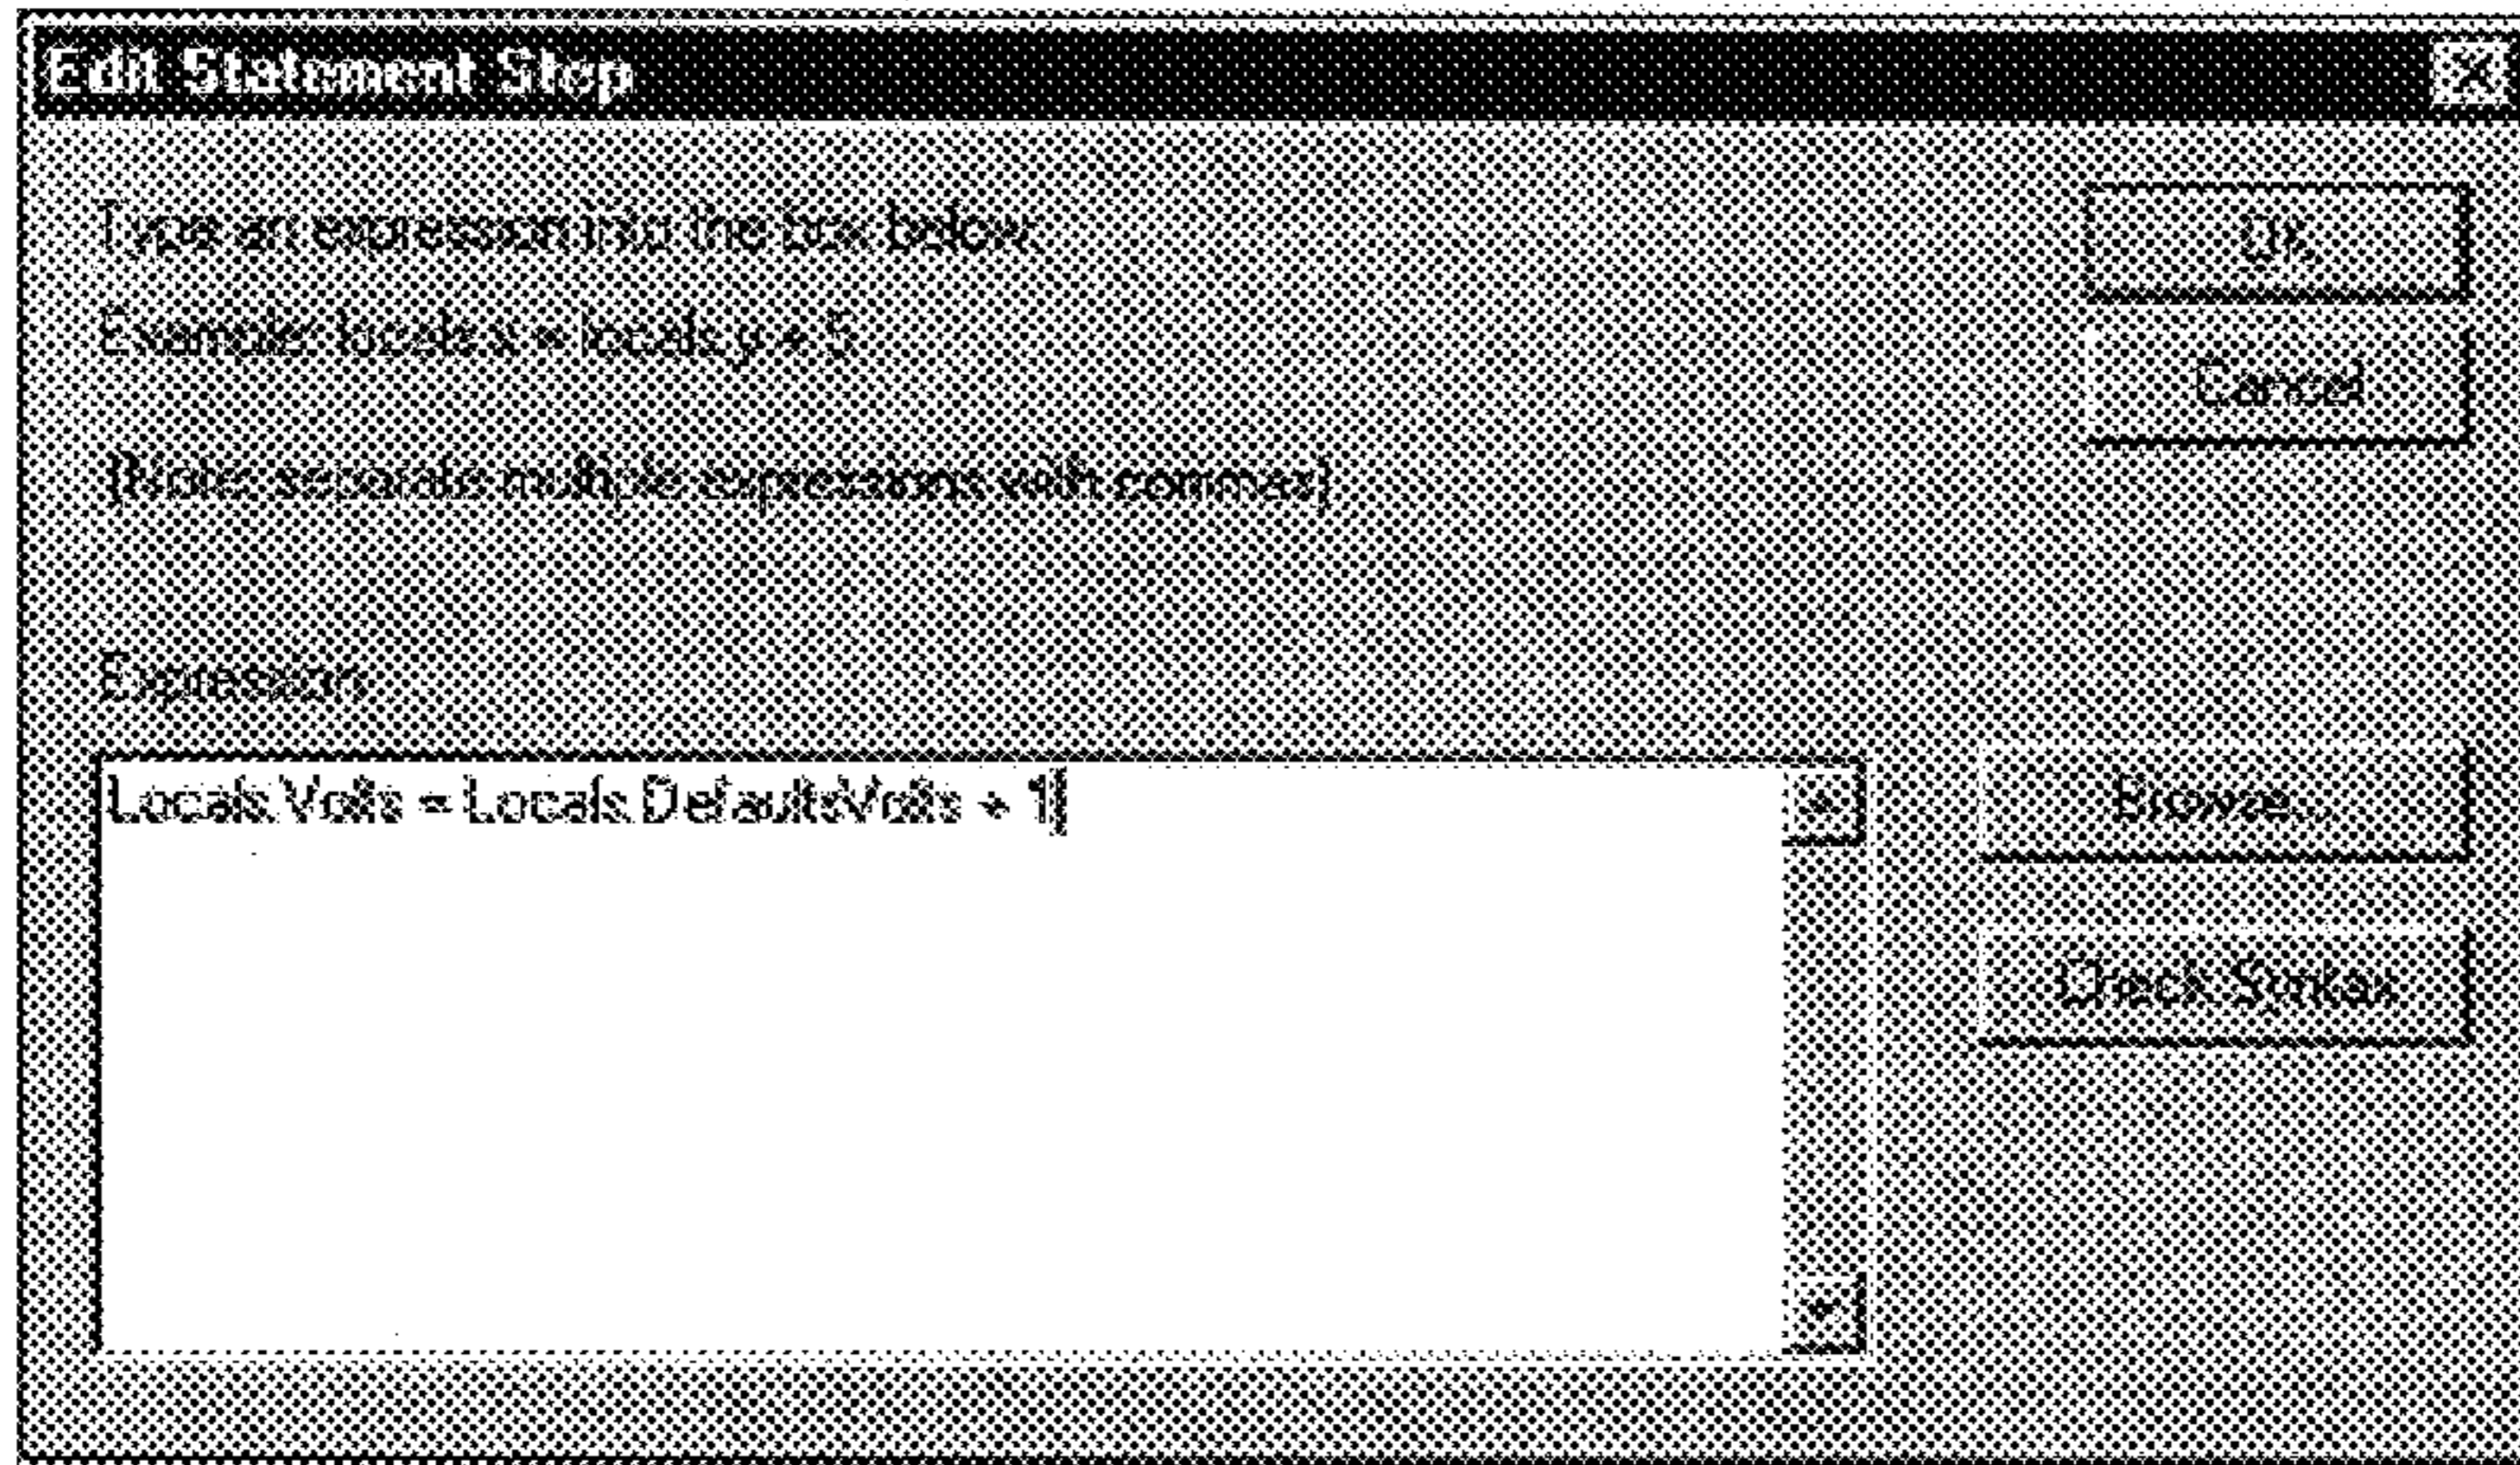 Edit Statement Step
Type an expression into the box below.
Example: locals.x = locals.y + 5
(Note: separate multiple expressions with commas)
Expression
Locals.Volts = Locals.DefaultsVolts + 1
OK
Cancel
Browse...
Check Syntax